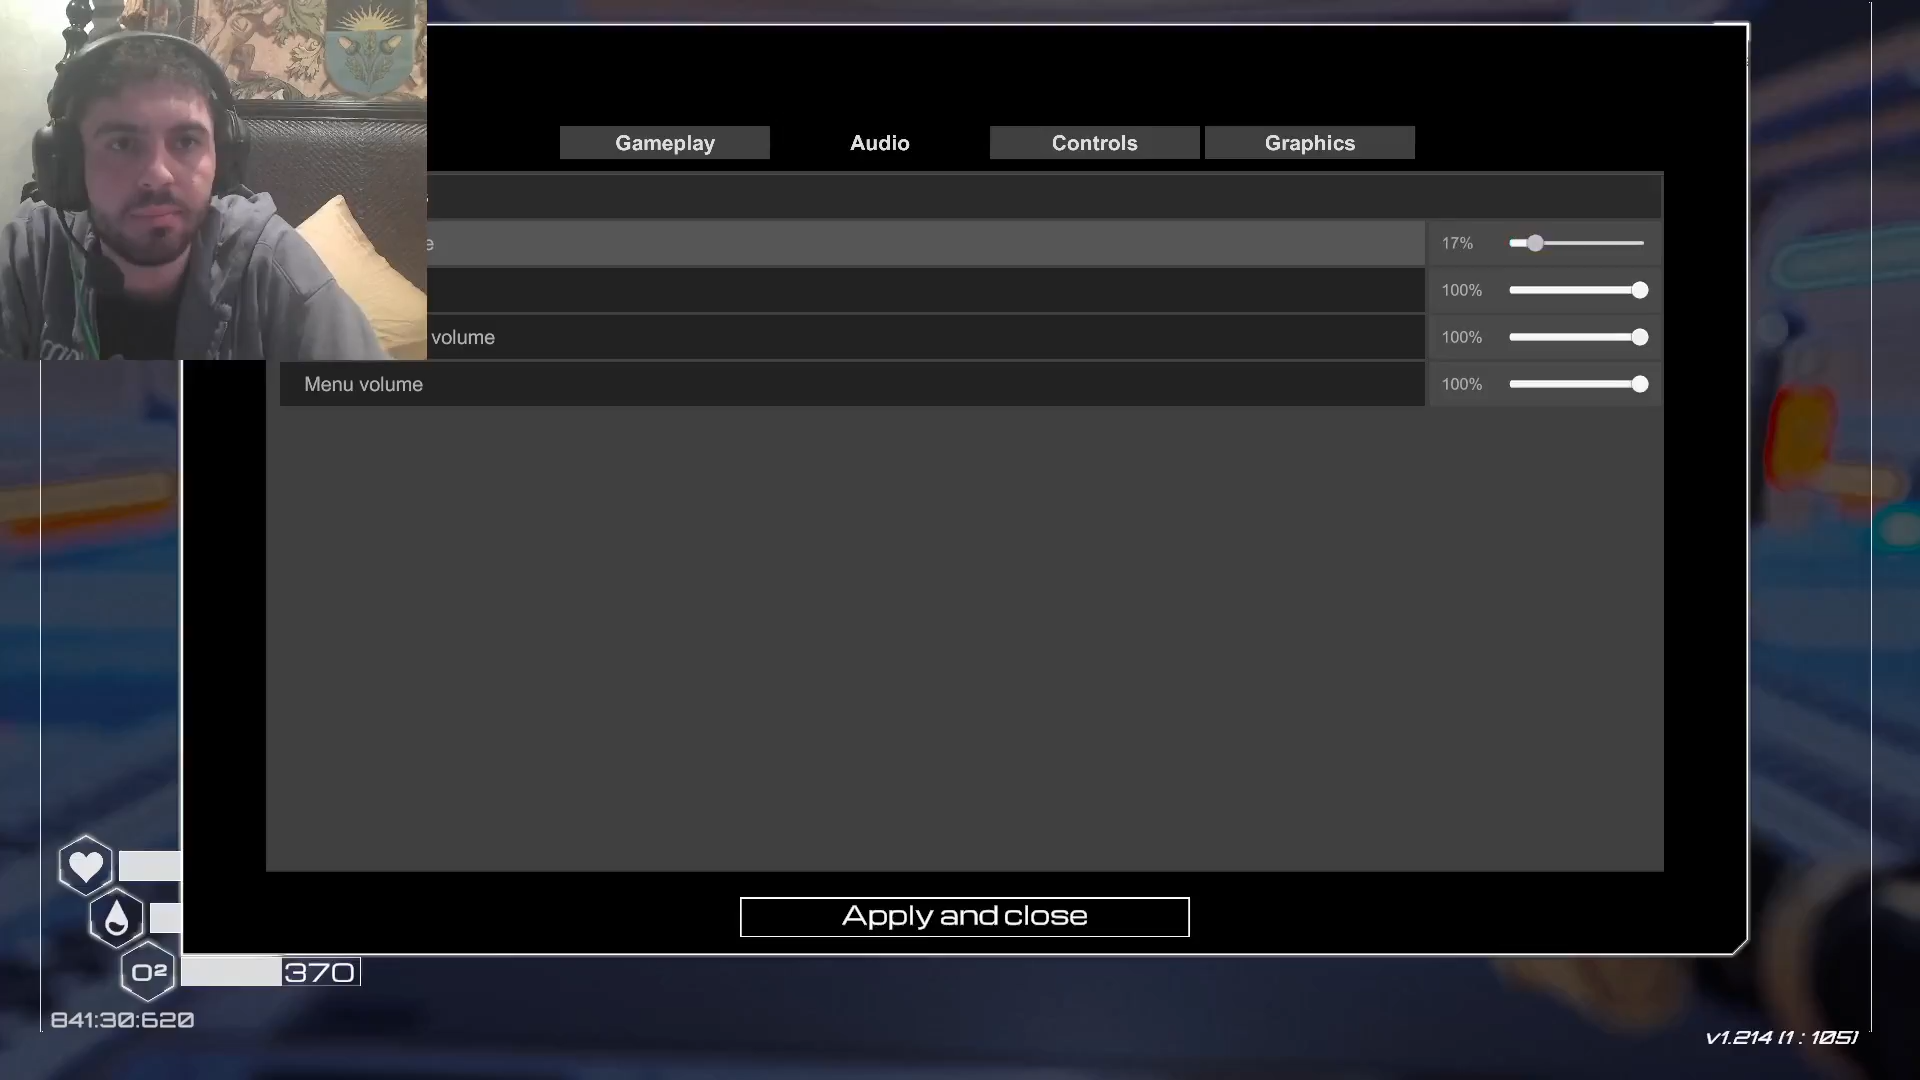 Gameplay Audio Controls Graphics
17%
100%
volume 100%
Menu volume 100%
Apply and close
O2 370
841:30:620
v1.214 (1 : 105)